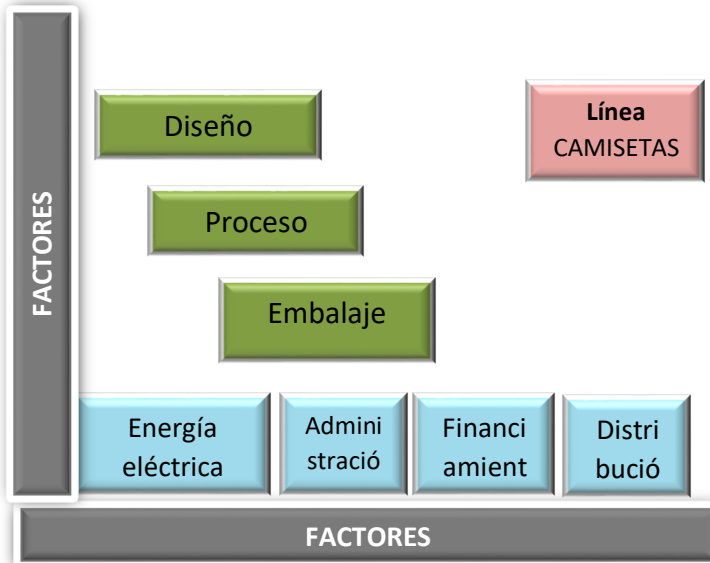 FACTORES
Diseño
Línea
CAMISETAS
Proceso
Embalaje
Energía
eléctrica
Admini
stració
Financi
amient
Distri
bució
FACTORES